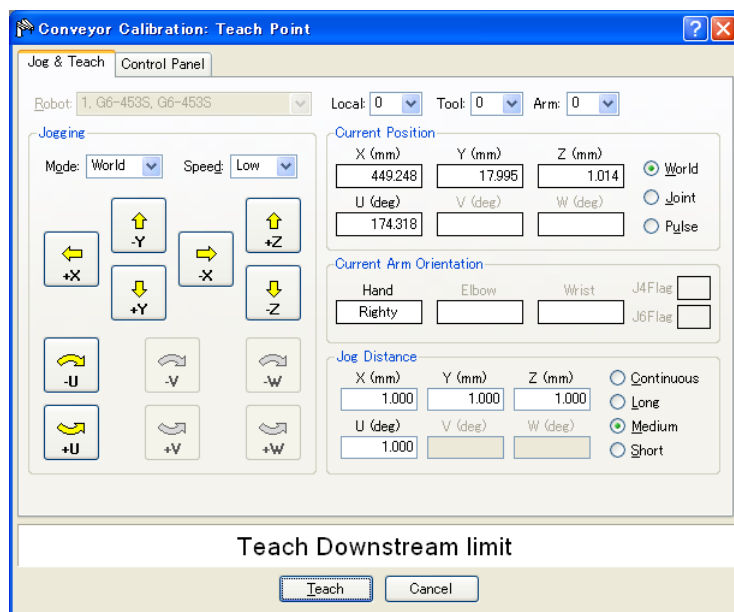 Conveyor Calibration: Teach Point
Jog & Teach Control Panel
Robot: 1, G6-453S, G6-453S Local: 0 Tool: 0 Arm: 0
Jogging
Mode: World Speed: Low
-Y +Z
+X -X
+Y -Z
-U -V -W
+U +V +W
Current Position
X (mm) Y (mm) Z (mm)
449.248 17.995 1.014
U (deg) V (deg) W (deg)
174.318
World
Joint
Pulse
Current Arm Orientation
Hand Elbow Wrist J4Flag
Righty J6Flag
Jog Distance
X (mm) Y (mm) Z (mm)
1.000 1.000 1.000
U (deg) V (deg) W (deg)
1.000
Continuous
Long
Medium
Short
Teach Downstream limit
Teach Cancel